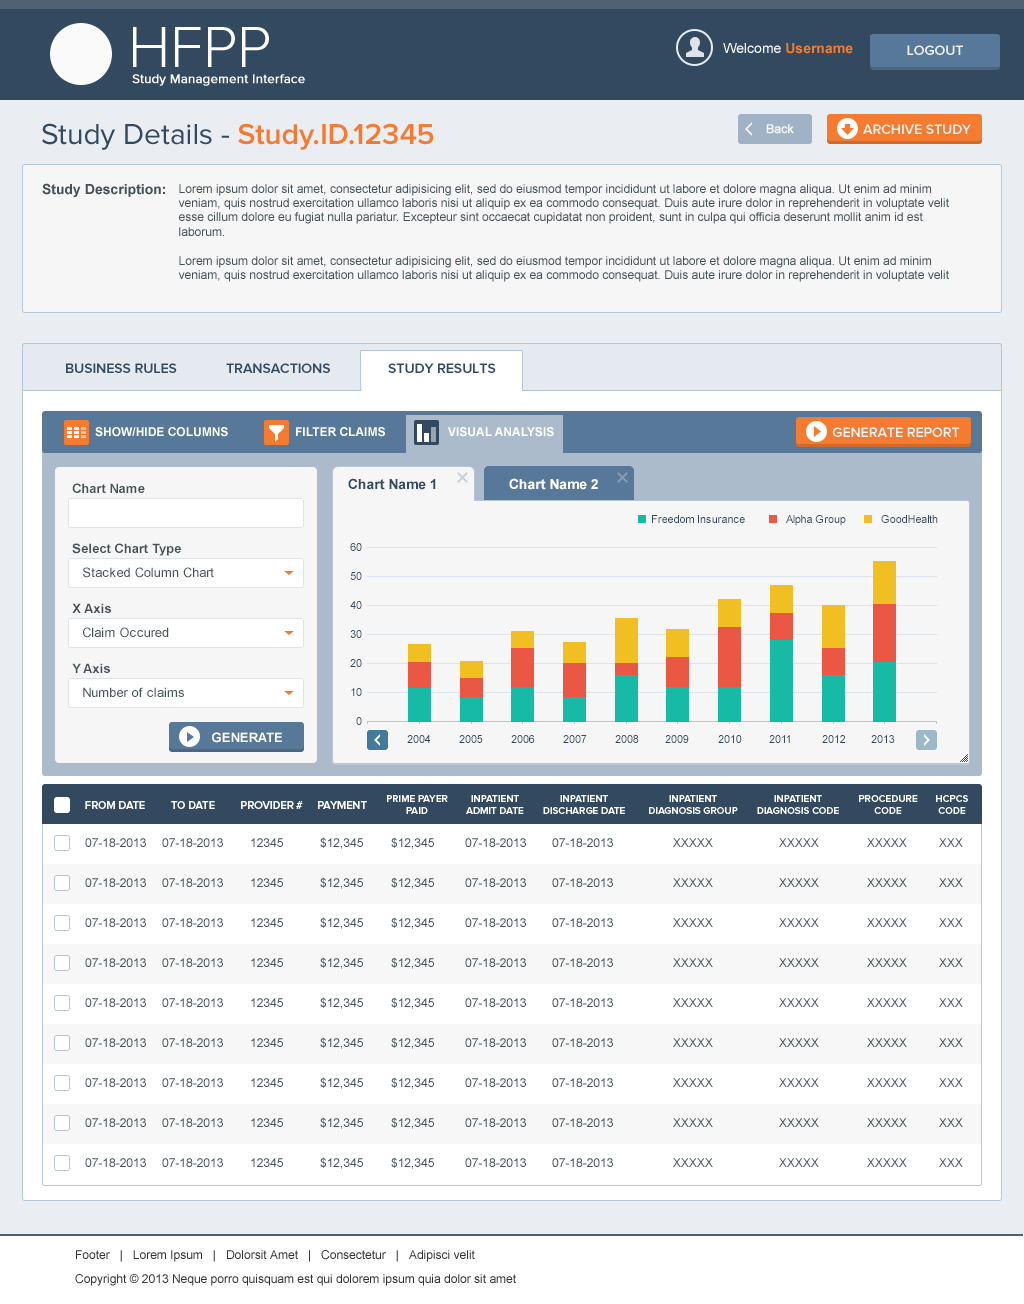 HFPP
Study Management Interface
Welcome Username
LOGOUT
Study Details - Study.ID.12345
Back
ARCHIVE STUDY
Study Description:
Lorem ipsum dolor sit amet, consectetur adipisicing elit, sed do eiusmod tempor incididunt ut labore et dolore magna aliqua. Ut enim ad minim
veniam, quis nostrud exercitation ullamco laboris nisi ut aliquip ex ea commodo consequat. Duis aute irure dolor in reprehenderit in voluptate velit
esse cillum dolore eu fugiat nulla pariatur. Excepteur sint occaecat cupidatat non proident, sunt in culpa qui officia deserunt mollit anim id est
laborum.
Lorem ipsum dolor sit amet, consectetur adipisicing elit, sed do eiusmod tempor incididunt ut labore et dolore magna aliqua. Ut enim ad minim
veniam, quis nostrud exercitation ullamco laboris nisi ut aliquip ex ea commodo consequat. Duis aute irure dolor in reprehenderit in voluptate velit
BUSINESS RULES
TRANSACTIONS
STUDY RESULTS
SHOW/HIDE COLUMNS
FILTER CLAIMS
VISUAL ANALYSIS
GENERATE REPORT
Chart Name
Select Chart Type
Stacked Column Chart
X Axis
Claim Occured
Y Axis
Number of claims
GENERATE
Chart Name 1
Chart Name 2
Freedom Insurance
Alpha Group
GoodHealth
60
50
40
30
20
10
0
2004 2005 2006 2007 2008 2009 2010 2011 2012 2013
FROM DATE TO DATE PROVIDER # PAYMENT PRIME PAYER PAID INPATIENT ADMIT DATE INPATIENT DISCHARGE DATE INPATIENT DIAGNOSIS GROUP INPATIENT DIAGNOSIS CODE PROCEDURE CODE HCPCS CODE
07-18-2013 07-18-2013 12345 $12,345 $12,345 07-18-2013 07-18-2013 XXXXX XXXXX XXXXX XXX
07-18-2013 07-18-2013 12345 $12,345 $12,345 07-18-2013 07-18-2013 XXXXX XXXXX XXXXX XXX
07-18-2013 07-18-2013 12345 $12,345 $12,345 07-18-2013 07-18-2013 XXXXX XXXXX XXXXX XXX
07-18-2013 07-18-2013 12345 $12,345 $12,345 07-18-2013 07-18-2013 XXXXX XXXXX XXXXX XXX
07-18-2013 07-18-2013 12345 $12,345 $12,345 07-18-2013 07-18-2013 XXXXX XXXXX XXXXX XXX
07-18-2013 07-18-2013 12345 $12,345 $12,345 07-18-2013 07-18-2013 XXXXX XXXXX XXXXX XXX
07-18-2013 07-18-2013 12345 $12,345 $12,345 07-18-2013 07-18-2013 XXXXX XXXXX XXXXX XXX
07-18-2013 07-18-2013 12345 $12,345 $12,345 07-18-2013 07-18-2013 XXXXX XXXXX XXXXX XXX
07-18-2013 07-18-2013 12345 $12,345 $12,345 07-18-2013 07-18-2013 XXXXX XXXXX XXXXX XXX
Footer | Lorem Ipsum | Dolorsit Amet | Consectetur | Adipisci velit
Copyright © 2013 Neque porro quisquam est qui dolorem ipsum quia dolor sit amet